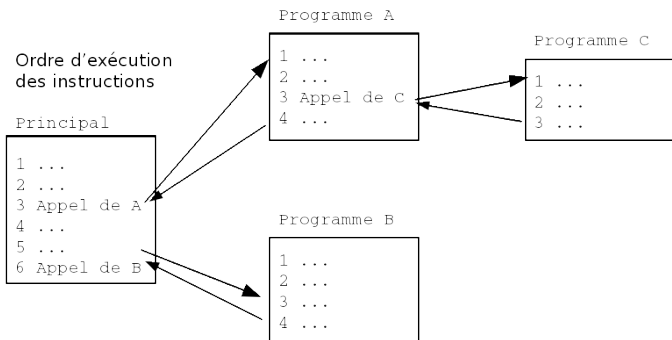 Ordre d'exécution
des instructions
Principal
1 ...
2 ...
3 Appel de A
4 ...
5 ...
6 Appel de B
Programme A
1 ...
2 ...
3 Appel de C
4 ...
Programme C
1 ...
2 ...
3 ...
Programme B
1 ...
2 ...
3 ...
4 ...